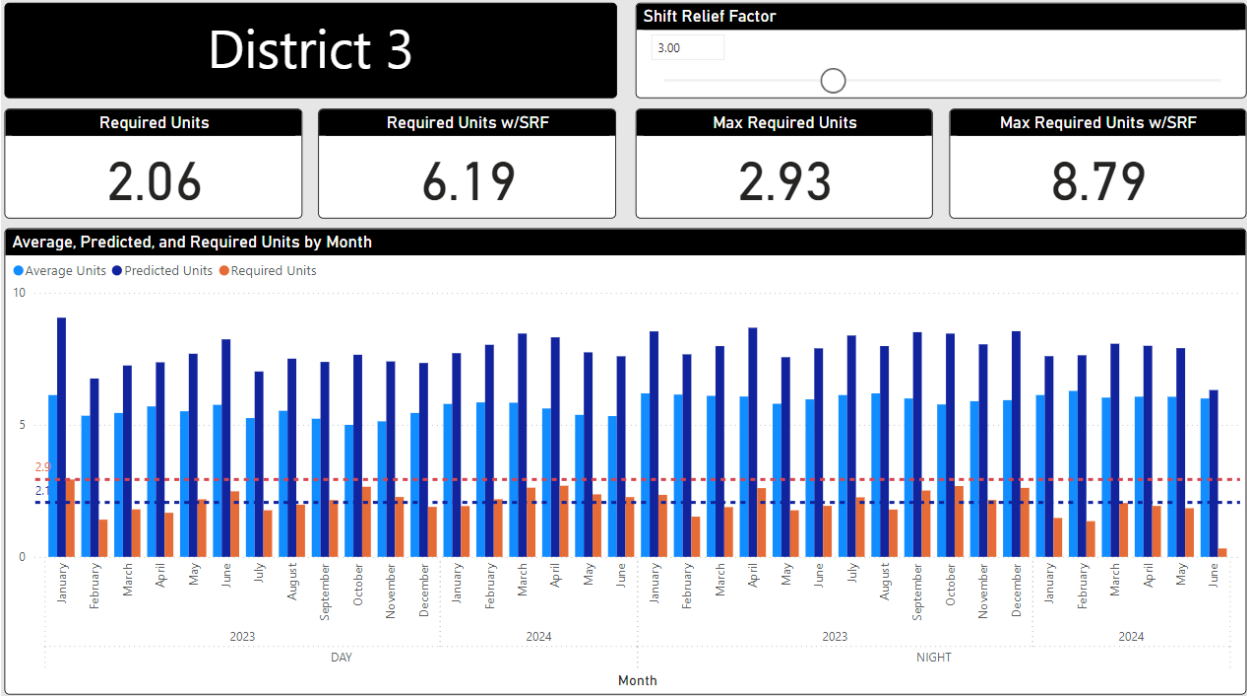 District 3
Shift Relief Factor
3.00
Required Units
2.06
Required Units w/SRF
6.19
Max Required Units
2.93
Max Required Units w/SRF
8.79
Average, Predicted, and Required Units by Month
Average Units Predicted Units Required Units
10
5
2.9
2.1
0
January February March April May June July August September October November December January February March April May June January February March April May June July August September October November December January February March April May June
2023 2024 2023 2024
DAY NIGHT
Month